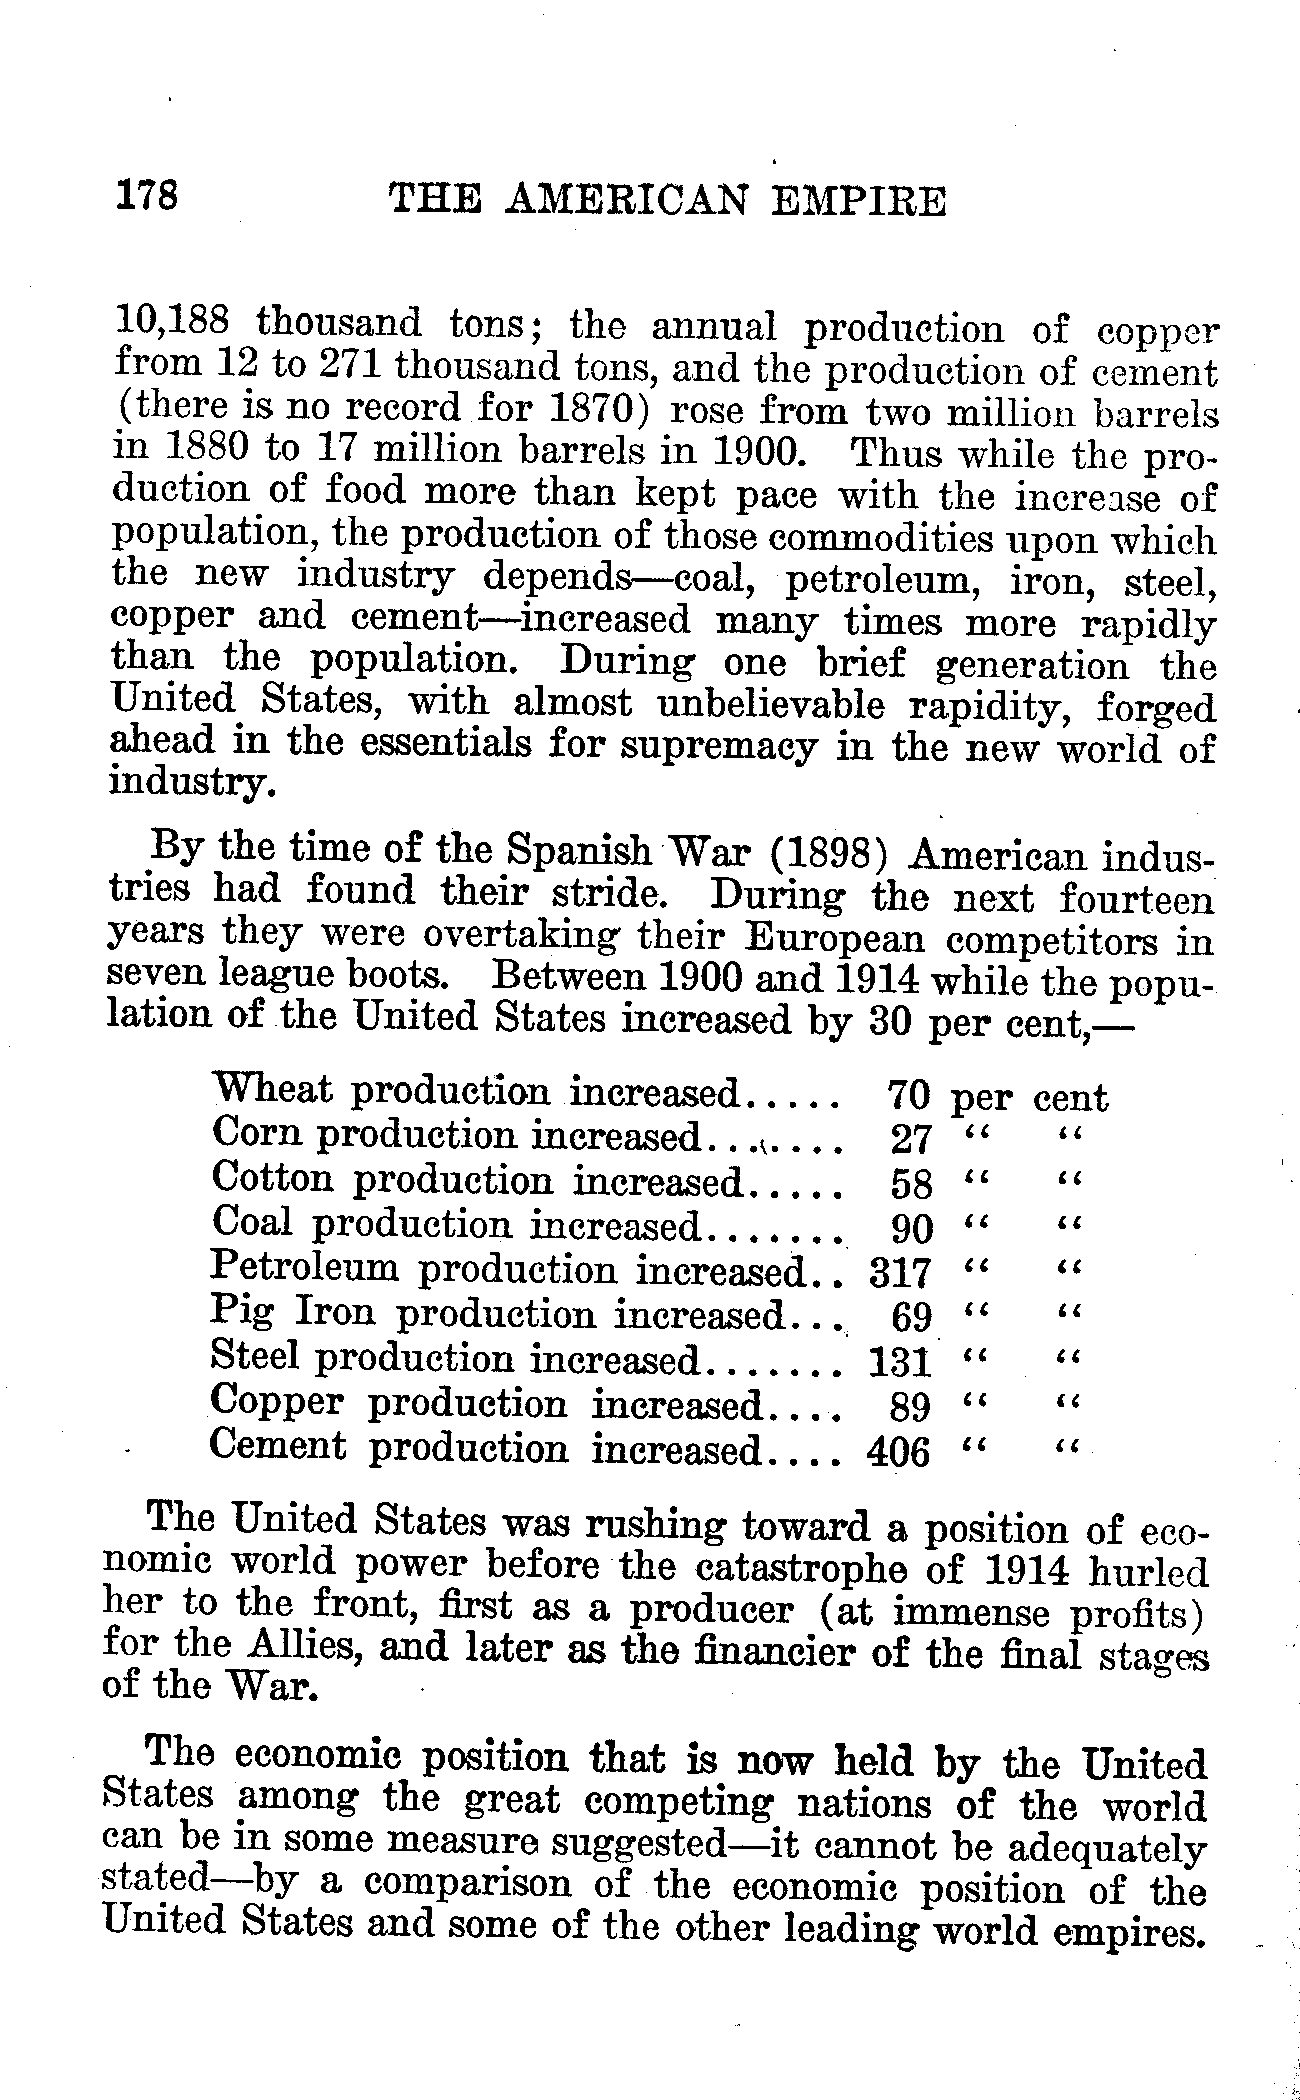 178 THE AMERICAN EMPIRE
10,188 thousand tons; the annual production of copper
from 12 to 271 thousand tons, and the production of cement
(there is no record for 1870) rose from two million barrels
in 1880 to 17 million barrels in 1900. Thus while the pro-
duction of food more than kept pace with the increase of
population, the production of those commodities upon which
the new industry depends—coal, petroleum, iron, steel,
copper and cement—increased many times more rapidly
than the population. During one brief generation the
United States, with almost unbelievable rapidity, forged
ahead in the essentials for supremacy in the new world of
industry.
By the time of the Spanish War (1898) American indus-
tries had found their stride. During the next fourteen
years they were overtaking their European competitors in
seven league boots. Between 1900 and 1914 while the popu-
lation of the United States increased by 30 per cent,—
Wheat production increased..... 70 per cent
Corn production increased....... 27 “ “
Cotton production increased..... 58 “ “
Coal production increased....... 90 “ “
Petroleum production increased.. 317 “ “
Pig Iron production increased... 69 “ “
Steel production increased....... 131 “ “
Copper production increased.... 89 “ “
Cement production increased.... 406 “ “
The United States was rushing toward a position of eco-
nomic world power before the catastrophe of 1914 hurled
her to the front, first as a producer (at immense profits)
for the Allies, and later as the financier of the final stages
of the War.
The economic position that is now held by the United
States among the great competing nations of the world
can be in some measure suggested—it cannot be adequately
stated—by a comparison of the economic position of the
United States and some of the other leading world empires.